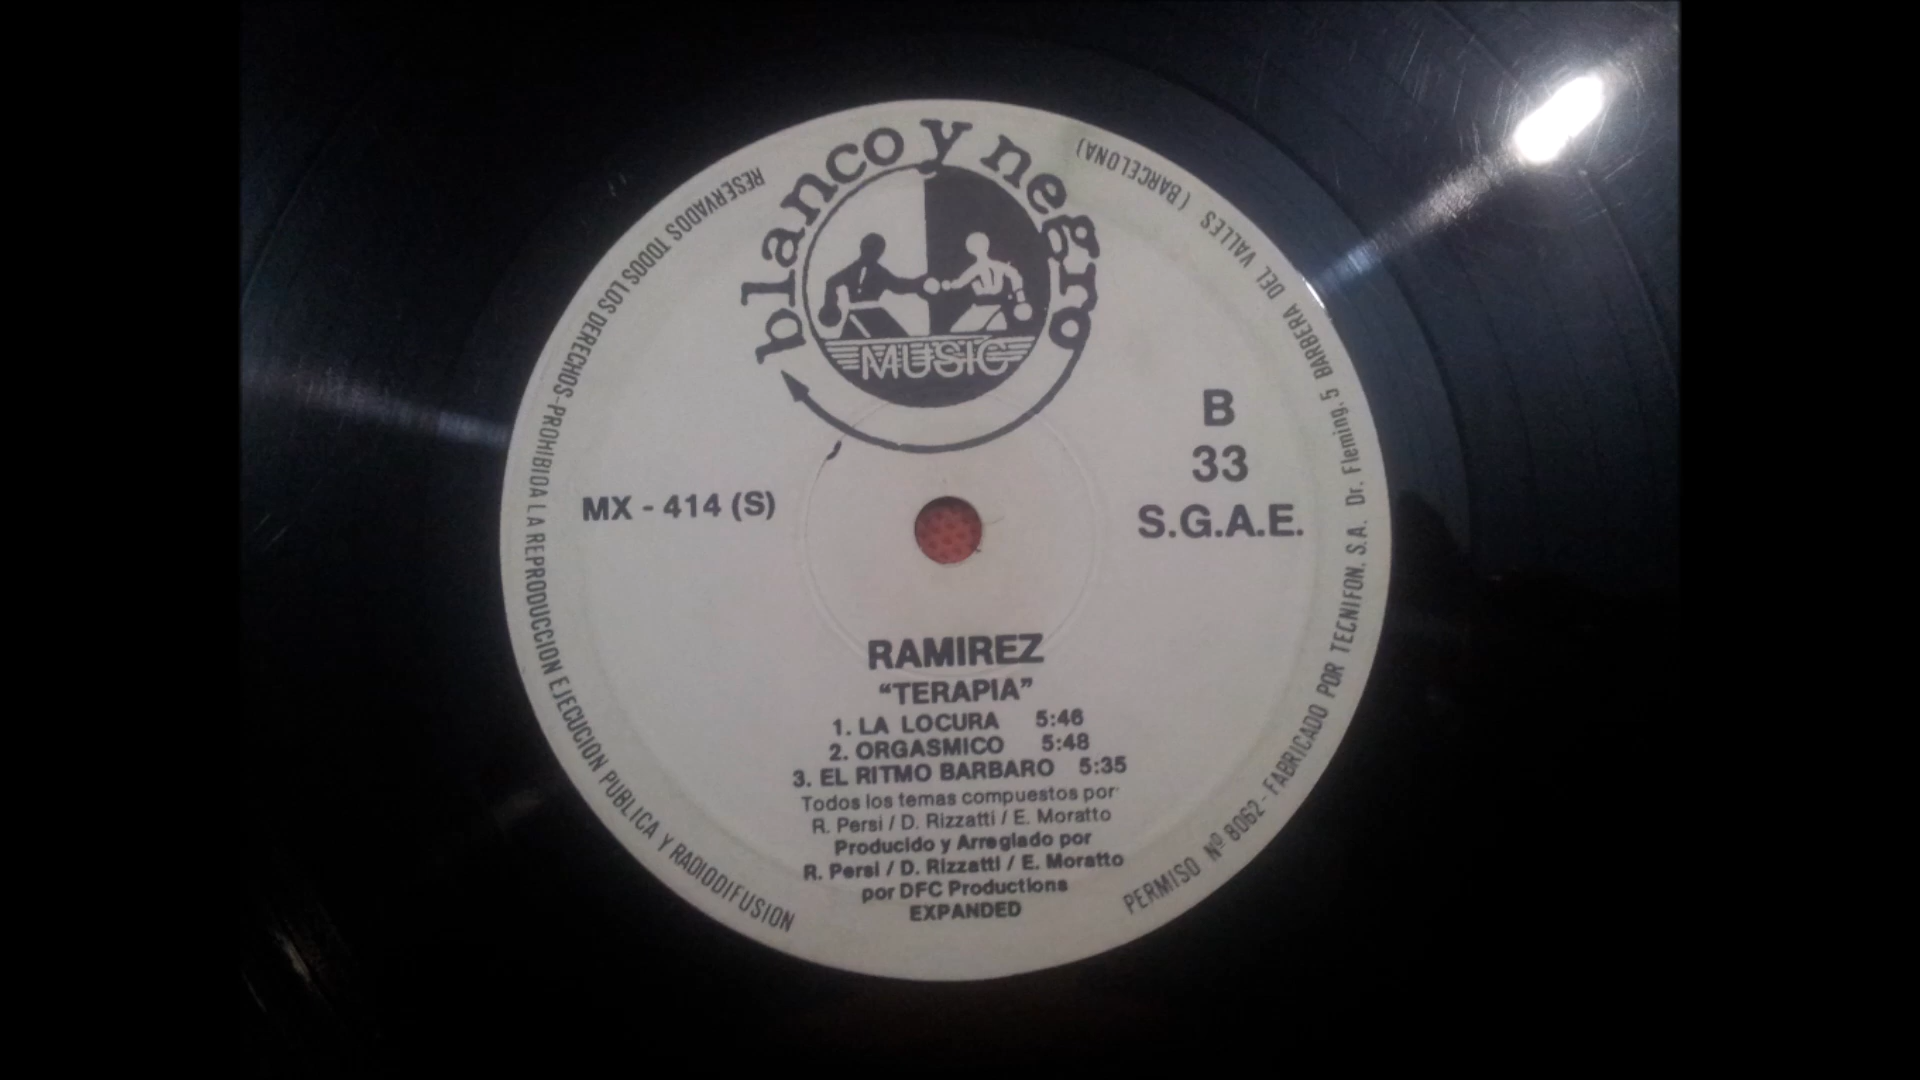 blanco y negro
MUSIC
RESERVADOS TODOS LOS DERECHOS-PROHIBIDA LA REPRODUCCION EJECUCION PUBLICA Y RADIODIFUSION
PERMISO Nº 8062- FABRICADO POR TECNIFON, S.A. Dr. Fleming, 5 BARBERA DEL VALLES (BARCELONA)
B
33
S.G.A.E.
MX - 414 (S)
RAMIREZ
“TERAPIA”
1. LA LOCURA 5:46
2. ORGASMICO 5:48
3. EL RITMO BARBARO 5:35
Todos los temas compuestos por
R. Persi / D. Rizzatti / E. Moratto
Producido y Arreglado por
R. Persi / D. Rizzatti / E. Moratto
por DFC Productions
EXPANDED